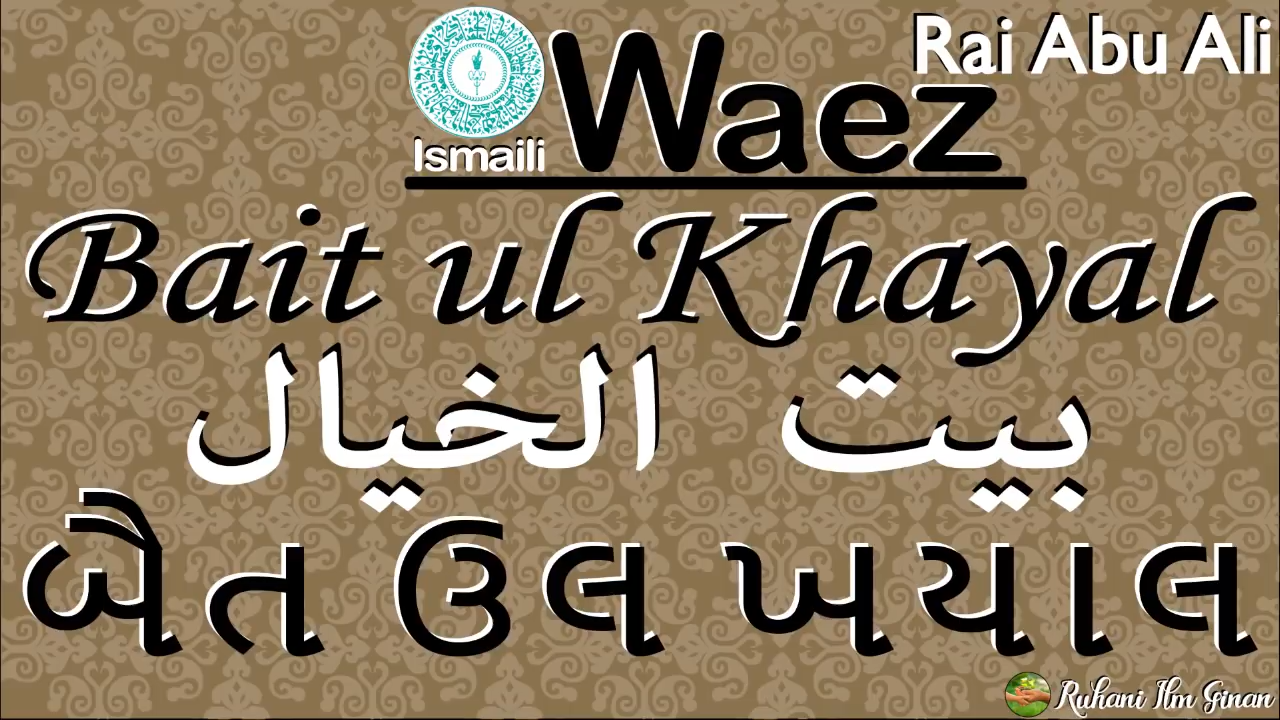 Rai Abu Ali
Waez
Ismaili
Bait ul Khayal
بيت الخيال
બૈત ઉલ ખયાલ
Ruhani Ilm Ginan